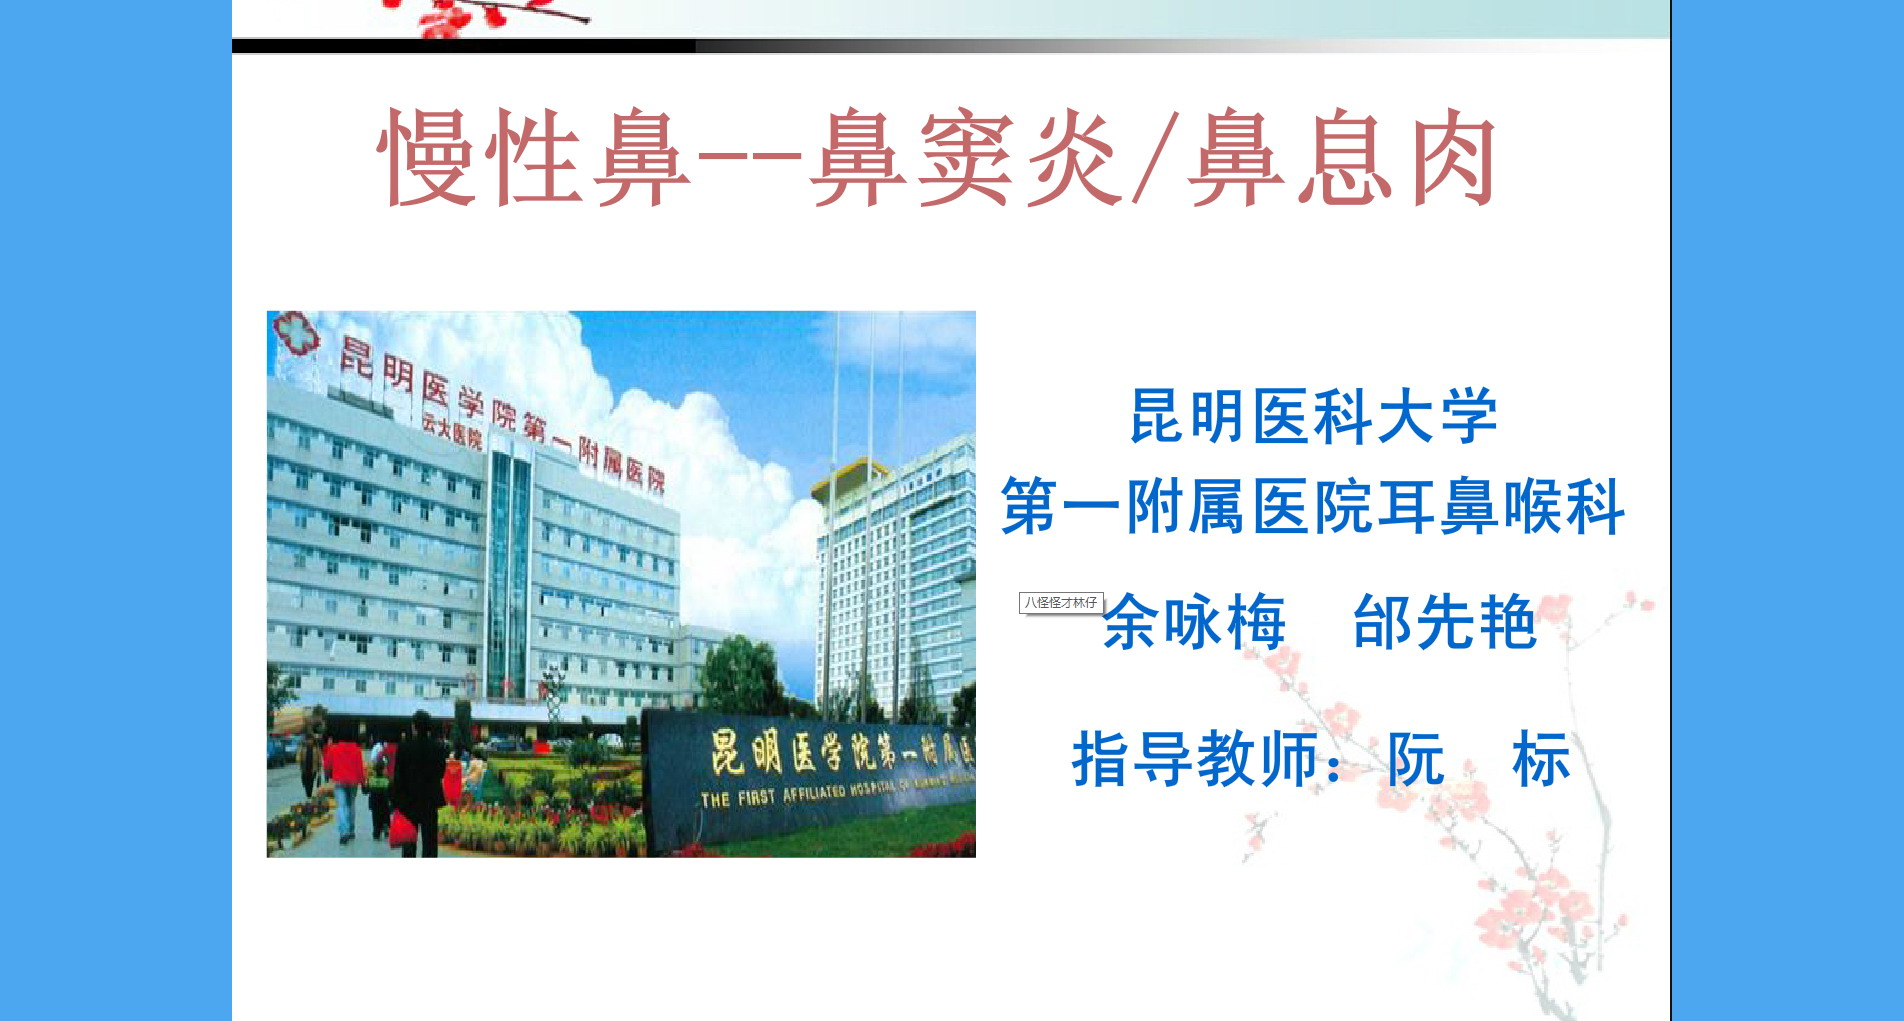 慢性鼻--鼻窦炎/鼻息肉
昆明医学院第一附属医院
云大医院
昆明医学院第一附属医
THE FIRST AFFILIATED HOSPITAL OF
昆明医科大学
第一附属医院耳鼻喉科
八怪怪才林仔
余咏梅 邰先艳
指导教师：阮 标